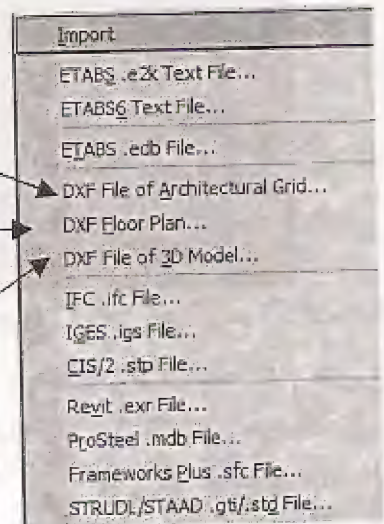 Import
ETABS .e2k Text File...
ETABS6 Text File...
ETABS .edb File...
DXF File of Architectural Grid...
DXF Floor Plan...
DXF File of 3D Model...
IFC .ifc File...
IGES .igs File...
CIS/2 .stp File...
Revit .exr File...
ProSteel .mdb File...
Frameworks Plus .sfc File...
STRUDL/STAAD .gti/.std File...